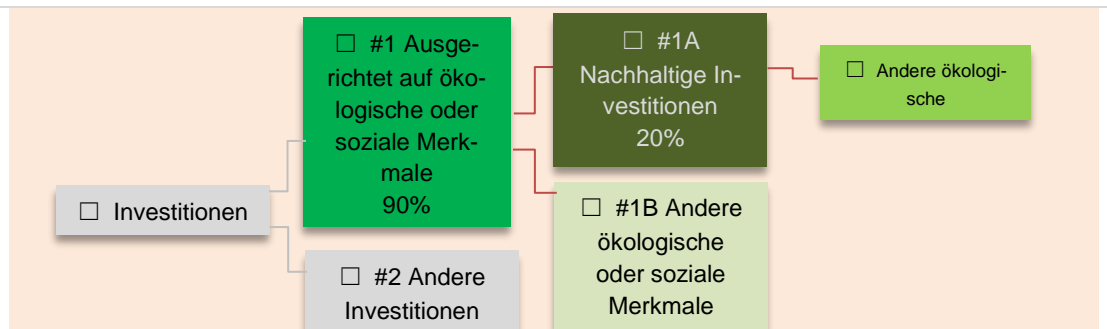 ☐ Investitionen
☐ #1 Ausge-
richtet auf öko-
logische oder
soziale Merk-
male
90%
☐ #2 Andere
Investitionen
☐ #1A
Nachhaltige In-
vestitionen
20%
☐ #1B Andere
ökologische
oder soziale
Merkmale
☐ Andere ökologi-
sche